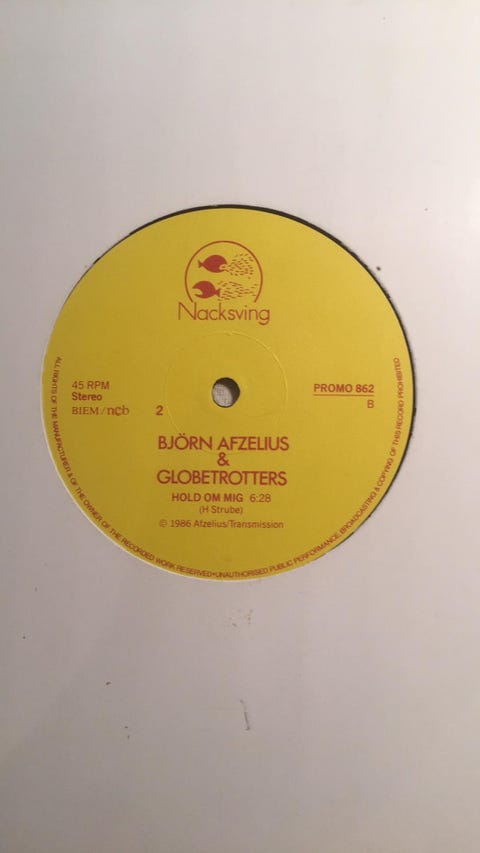 Nacksving
45 RPM
Stereo
BIEM/ncb
2
PROMO 862
B
BJÖRN AFZELIUS
&
GLOBETROTTERS
HOLD OM MIG 6:28
(H Strube)
© 1986 Afzelius/Transmission
ALL RIGHTS OF THE MANUFACTURER & OF THE OWNER OF THE RECORDED WORK RESERVED•UNAUTHORISED PUBLIC PERFORMANCE, BROADCASTING & COPYING OF THIS RECORD PROHIBITED